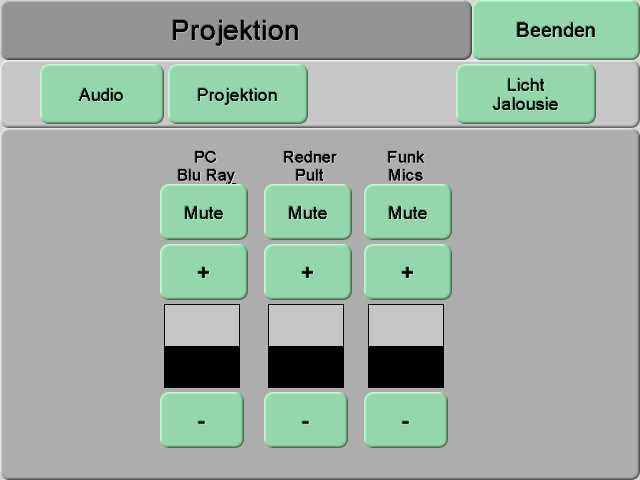 Projektion
Beenden
Audio
Projektion
Licht
Jalousie
PC
Blu Ray
Redner
Pult
Funk
Mics
Mute
Mute
Mute
+
+
+
-
-
-